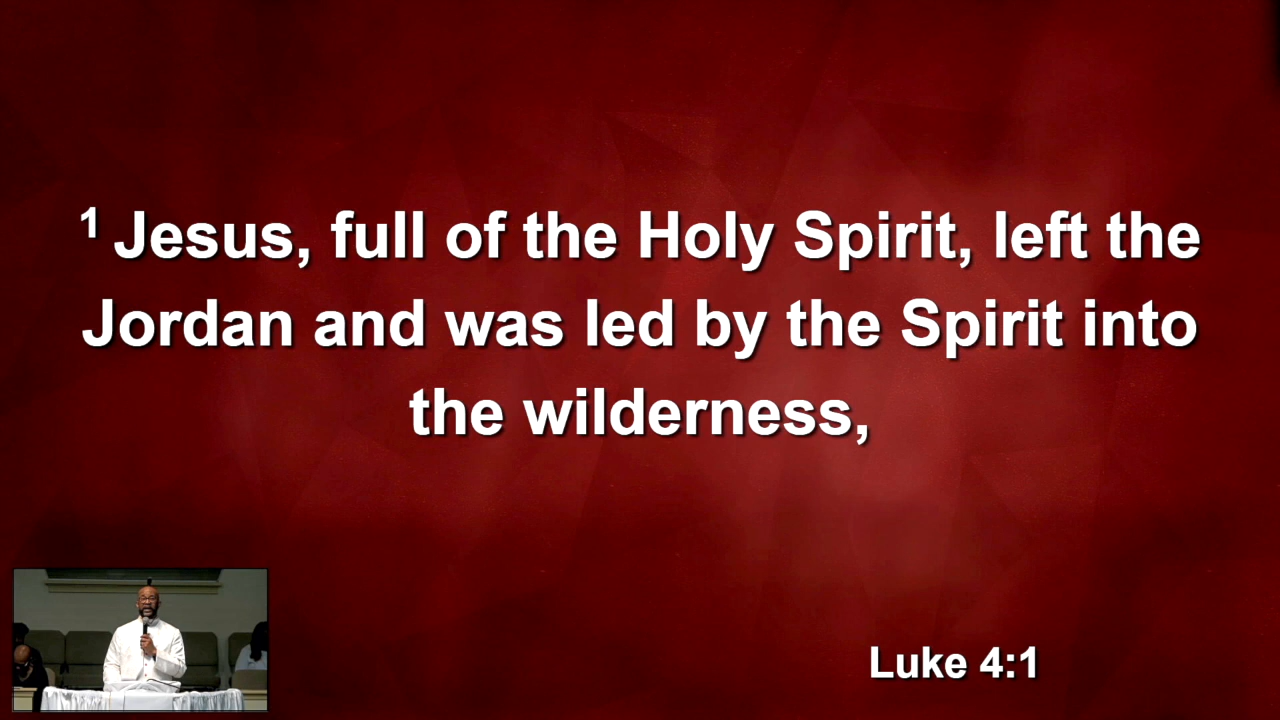 1 Jesus, full of the Holy Spirit, left the
Jordan and was led by the Spirit into
the wilderness,
Luke 4:1